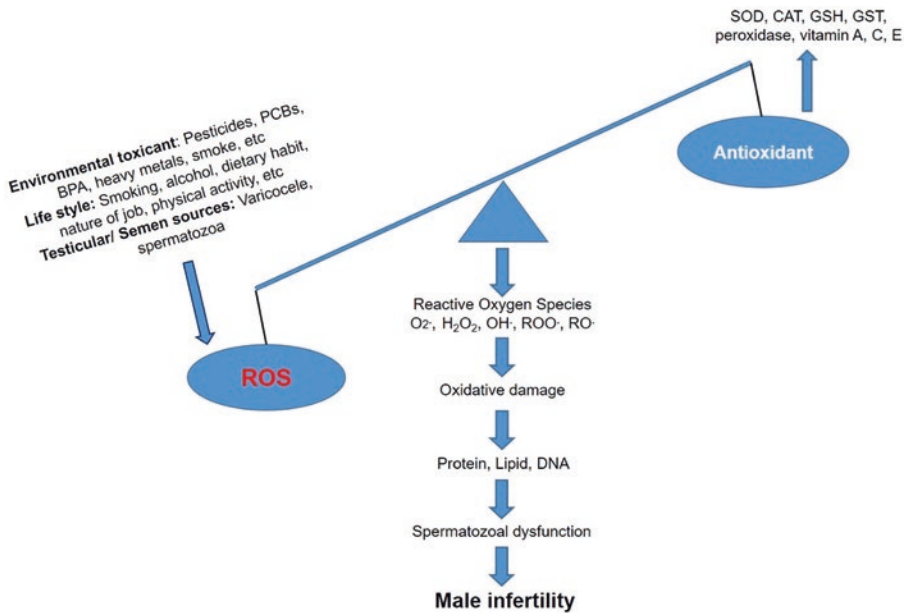 SOD, CAT, GSH, GST,
peroxidase, vitamin A, C, E
Antioxidant
Environmental toxicant: Pesticides, PCBs,
BPA, heavy metals, smoke, etc
Life style: Smoking, alcohol, dietary habit,
nature of job, physical activity, etc
Testicular/ Semen sources: Varicocele,
spermatozoa
ROS
Reactive Oxygen Species
O2·, H₂O₂, OH·, ROO·, RO·
Oxidative damage
Protein, Lipid, DNA
Spermatozoal dysfunction
Male infertility